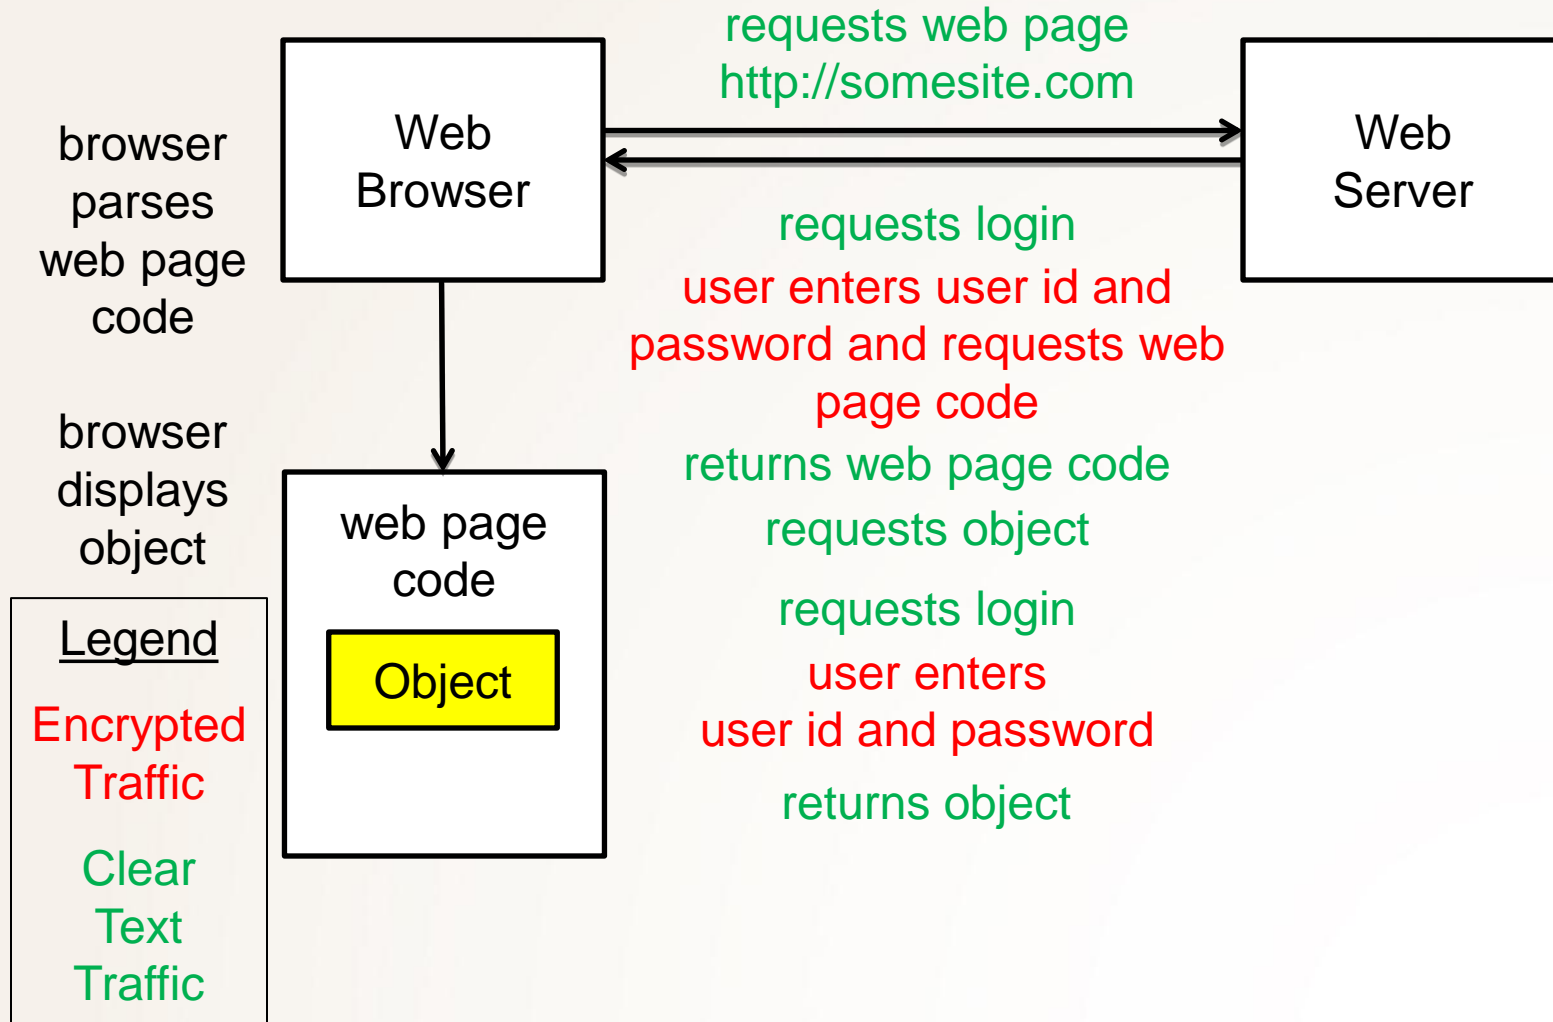 requests web page
http://somesite.com
Web
Browser
Web
Server
browser
parses
web page
code
requests login
user enters user id and
password and requests web
page code
returns web page code
requests object
requests login
user enters
user id and password
returns object
browser
displays
object
web page
code
Object
Legend
Encrypted
Traffic
Clear
Text
Traffic